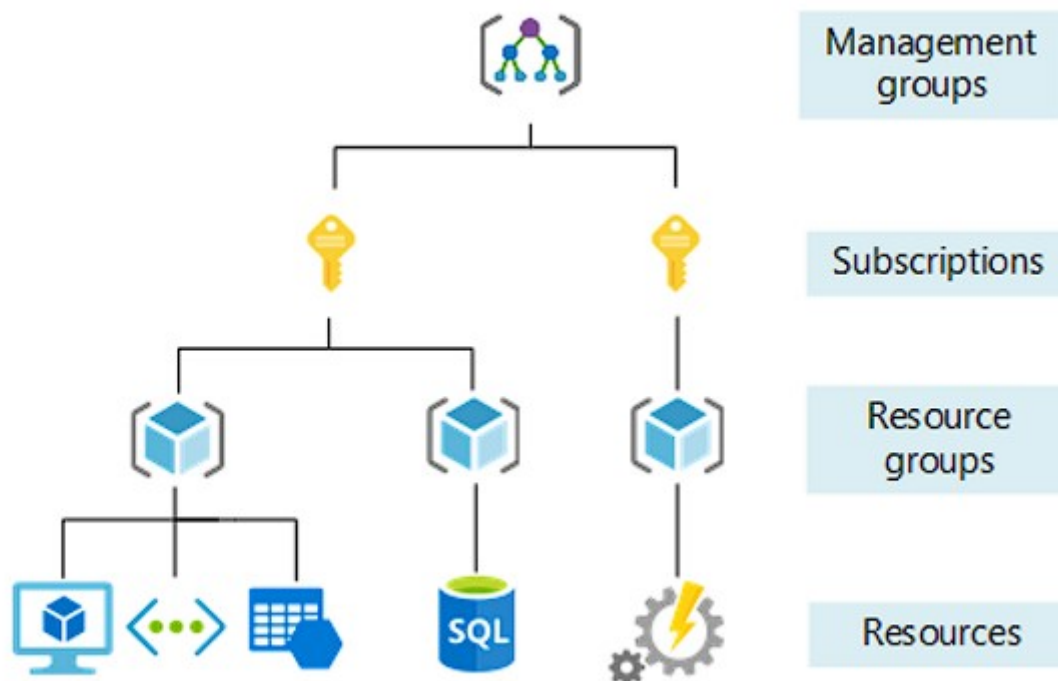 Management
groups
Subscriptions
Resource
groups
SQL
Resources